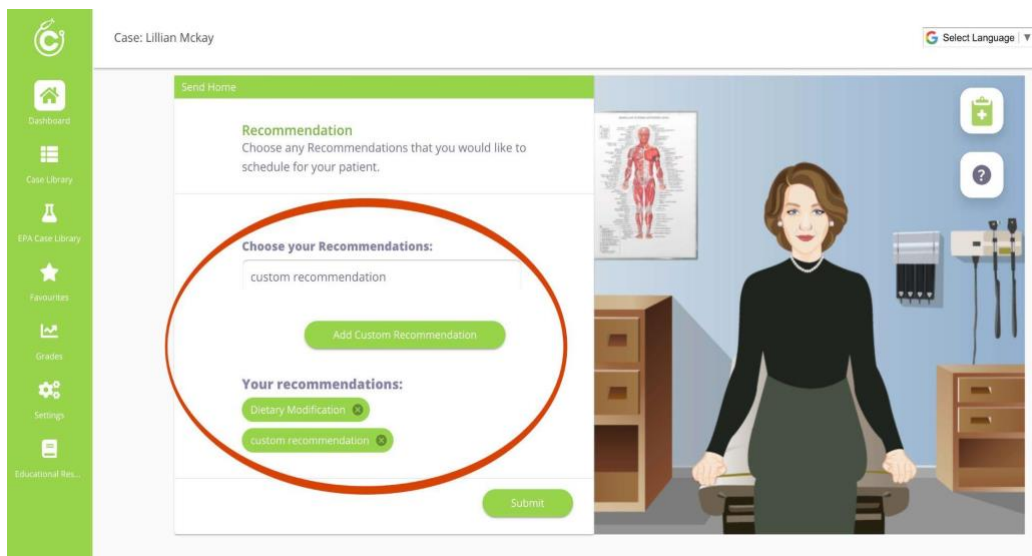 Case: Lillian Mckay
Select Language
Dashboard
Case Library
EPA Case Library
Favourites
Grades
Settings
Educational Res...
Send Home
Recommendation
Choose any Recommendations that you would like to
schedule for your patient.
Choose your Recommendations:
custom recommendation
Add Custom Recommendation
Your recommendations:
Dietary Modification
custom recommendation
Submit